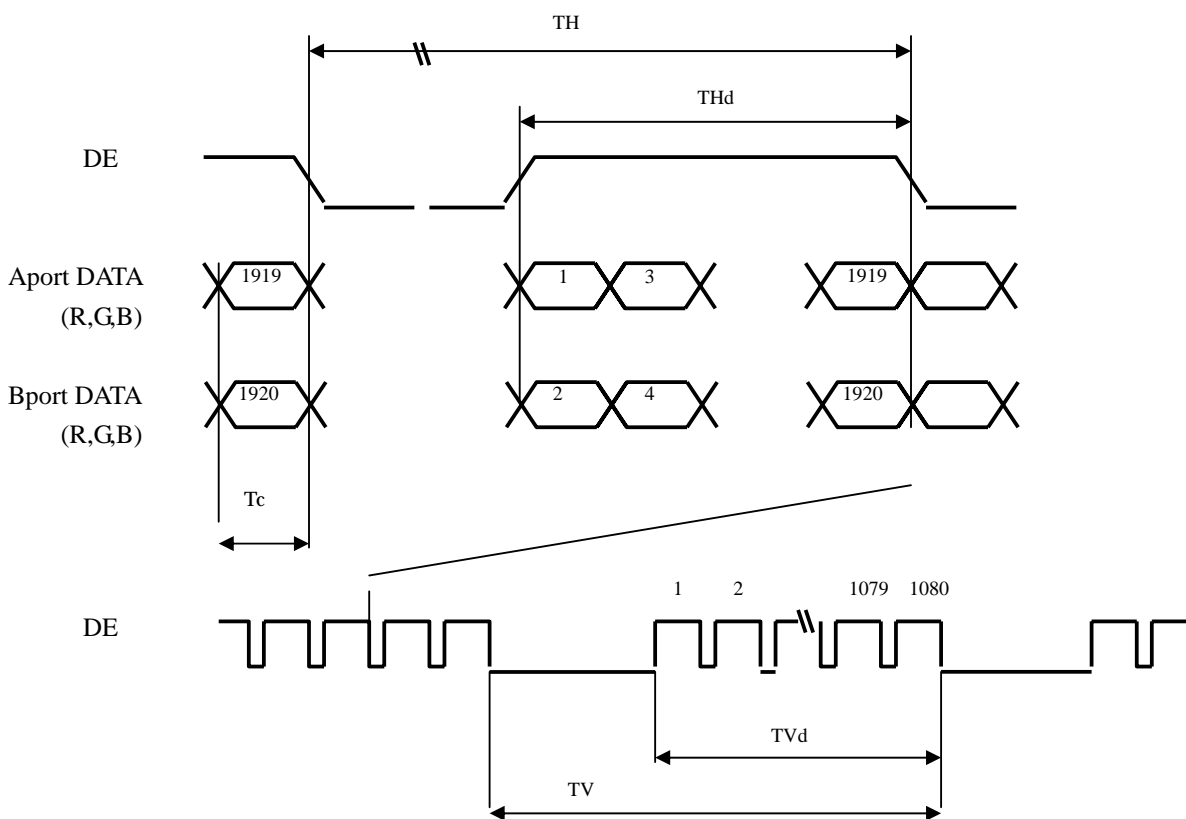 TH
THd
DE
Aport DATA
(R,G,B)
1919
1
3
1919
Bport DATA
(R,G,B)
1920
2
4
1920
Tc
DE
1
2
1079
1080
TVd
TV